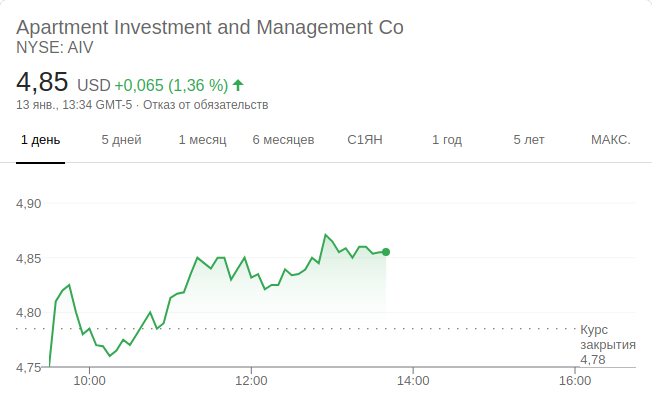 Apartment Investment and Management Co
NYSE: AIV
4,85 USD +0,065 (1,36 %)
13 янв., 13:34 GMT-5 · Отказ от обязательств
1 день 5 дней 1 месяц 6 месяцев С1ЯН 1 год 5 лет МАКС.
4,90
4,85
4,80
Курс
закрытия
4,78
4,75
10:00 12:00 14:00 16:00